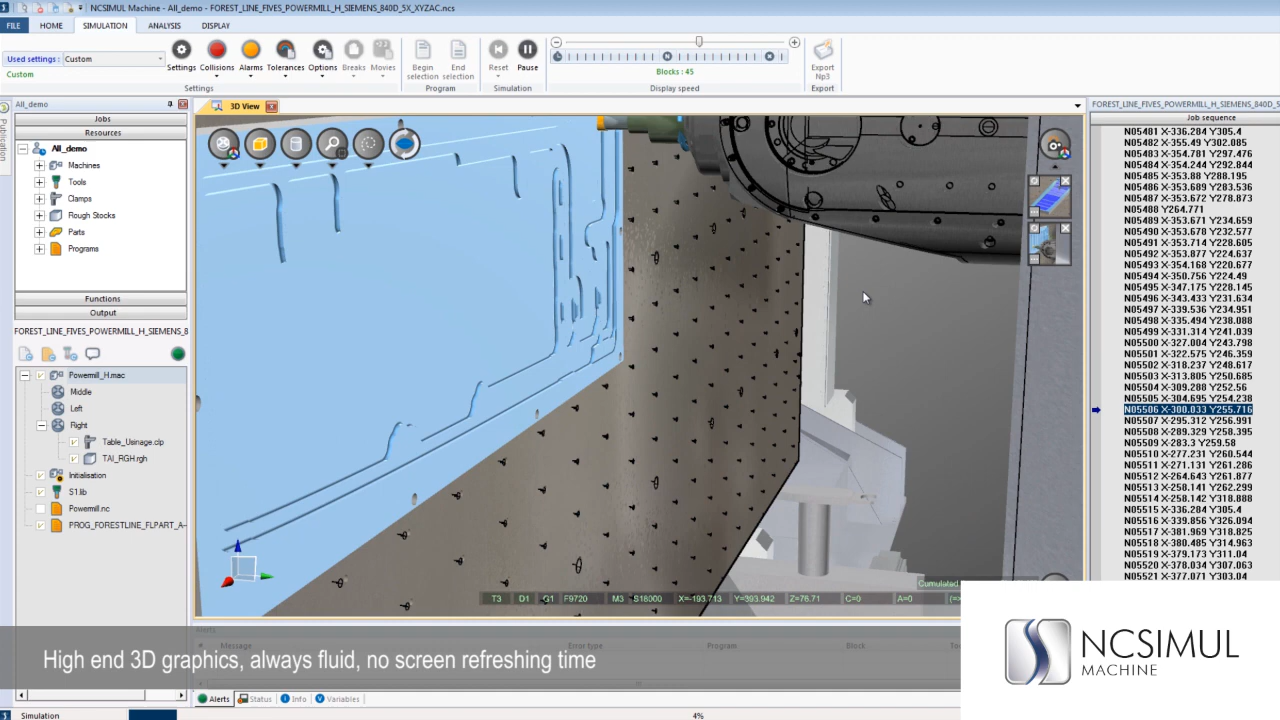 NCSIMUL Machine - All_demo - FOREST_LINE_FIVES_POWERMILL_H_SIEMENS_840D_5X_XYZAC.ncs
FILE HOME SIMULATION ANALYSIS DISPLAY
Used settings : Custom
Custom
Settings Collisions Alarms Tolerances Options Breaks Movies
Begin selection End selection
Reset Pause
Blocks : 45
Export Np3
Settings Program Simulation Display speed Export
All_demo
Jobs
Resources
All_demo
Machines
Tools
Clamps
Rough Stocks
Parts
Programs
Functions
Output
FOREST_LINE_FIVES_POWERMILL_H_SIEMENS_8
Powermill_H.mac
Middle
Left
Right
Table_Usinage.clp
TAI_RGH.rgh
Initialisation
S1.lib
Powermill.nc
PROG_FORESTLINE_FLPART_A-
Publication
3D View
Cumulated
T3 D1 G1 F9720 M3 S18000 X=-193.713 Y=393.942 Z=76.71 C=0 A=0
FOREST_LINE_FIVES_POWERMILL_H_SIEMENS_840D_5
Job sequence
N05481 X-336.284 Y305.4
N05482 X-355.49 Y302.085
N05483 X-354.781 Y297.476
N05484 X-354.244 Y292.844
N05485 X-353.88 Y288.195
N05486 X-353.689 Y283.536
N05487 X-353.672 Y278.873
N05488 Y264.771
N05489 X-353.671 Y234.659
N05490 X-353.678 Y232.577
N05491 X-353.714 Y228.605
N05492 X-353.877 Y224.637
N05493 X-354.168 Y220.677
N05494 X-350.756 Y224.49
N05495 X-347.175 Y228.145
N05496 X-343.433 Y231.634
N05497 X-339.536 Y234.951
N05498 X-335.494 Y238.088
N05499 X-331.314 Y241.039
N05500 X-327.004 Y243.798
N05501 X-322.575 Y246.359
N05502 X-318.237 Y248.617
N05503 X-313.805 Y250.685
N05504 X-309.288 Y252.56
N05505 X-304.695 Y254.238
N05506 X-300.033 Y255.716
N05507 X-295.312 Y256.991
N05508 X-289.329 Y258.395
N05509 X-283.3 Y259.58
N05510 X-277.231 Y260.544
N05511 X-271.131 Y261.286
N05512 X-264.643 Y261.877
N05513 X-258.141 Y262.299
N05514 X-258.142 Y318.888
N05515 X-336.284 Y305.4
N05516 X-339.856 Y326.094
N05517 X-381.969 Y318.825
N05518 X-380.485 Y314.963
N05519 X-379.173 Y311.04
N05520 X-378.034 Y307.063
N05521 X-377.071 Y303.04
Alerts
Message Error type Program Block
High end 3D graphics, always fluid, no screen refreshing time
Alerts Status Info Variables
Simulation 4%
NCSIMUL
MACHINE